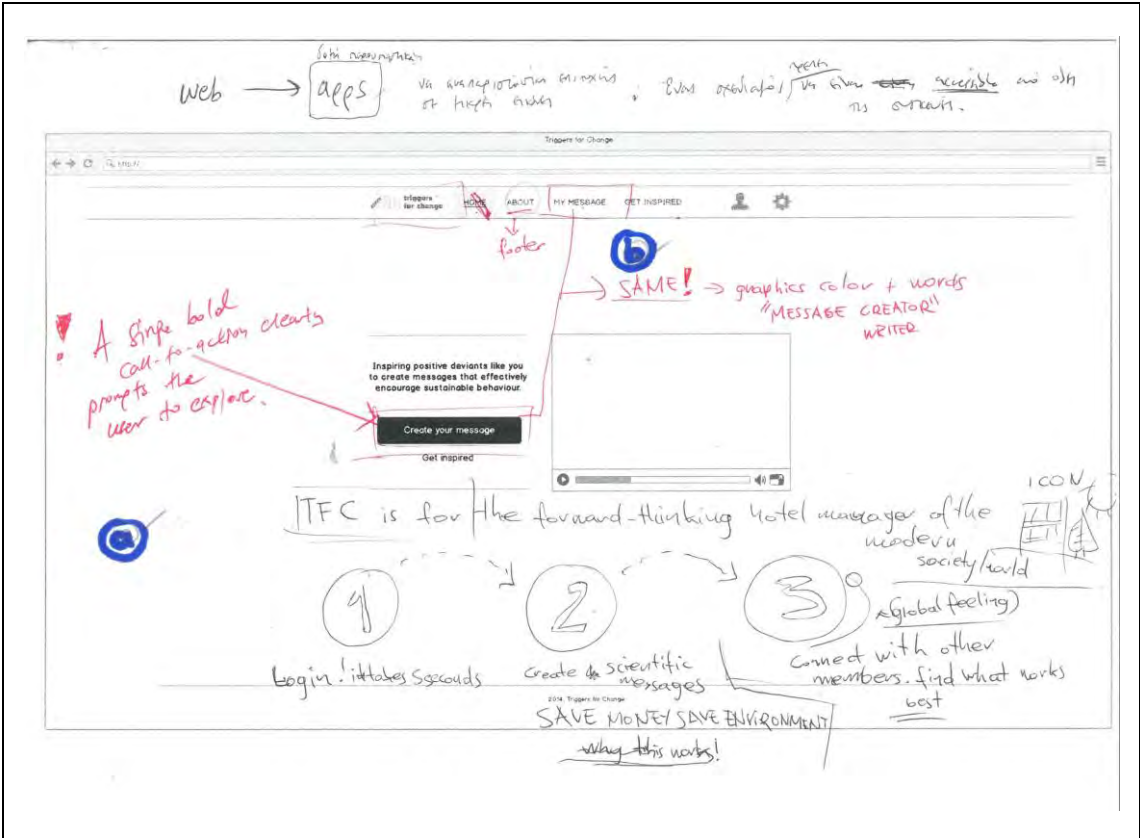 web → apps
accessible
Triggers for Change
triggers for change HOME ABOUT MY MESSAGE GET INSPIRED
footer
b
SAME! → graphics color + words
"MESSAGE CREATOR"
WRITER
! A single bold
call-to-action clearly
prompts the
user to explore.
Inspiring positive deviants like you
to create messages that effectively
encourage sustainable behaviour.
Create your message
Get inspired
ICON
TFC is for the forward-thinking hotel manager of the
modern
society/world
a
1 2 3
(Global feeling)
Login! it takes 5 seconds
Create scientific
messages
Connect with other
members. find what works
best
2014, Triggers for Change
SAVE MONEY SAVE ENVIRONMENT
this works!